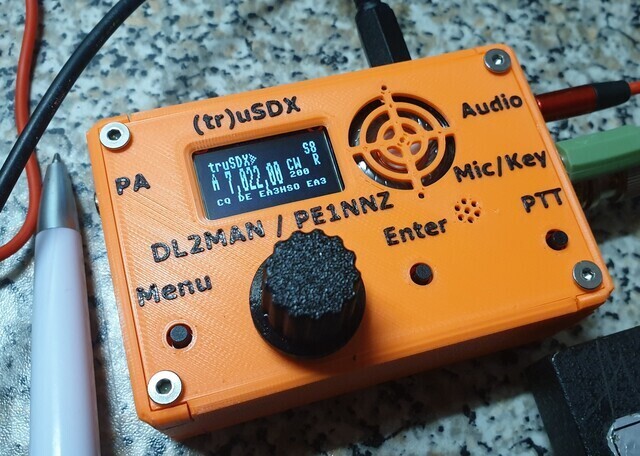 (tr)uSDX
Audio
truSDX S8
A 7,022.00 CW R
200
CQ DE EA3HSO EA3
PA
Mic/Key
DL2MAN / PE1NNZ
Enter
PTT
Menu